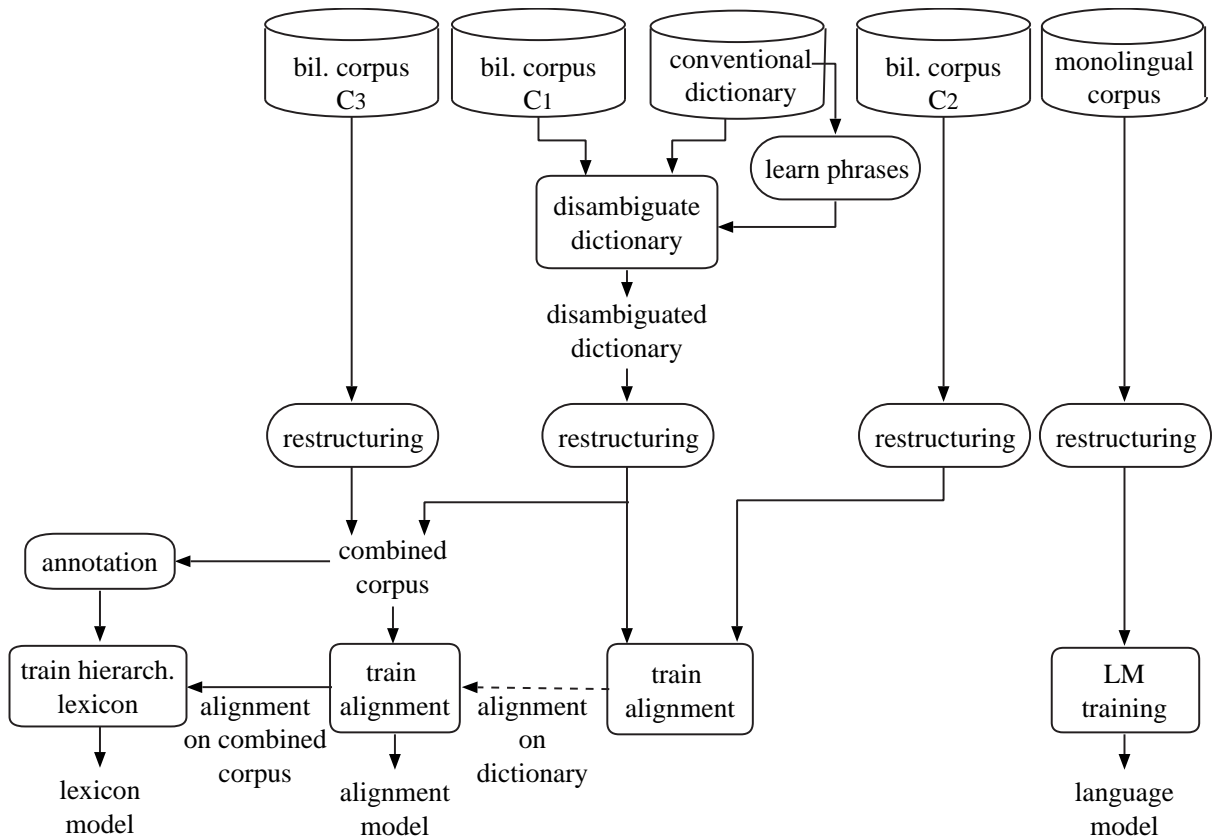 bil. corpus
C3
bil. corpus
C1
conventional
dictionary
bil. corpus
C2
monolingual
corpus
learn phrases
disambiguate
dictionary
disambiguated
dictionary
restructuring
restructuring
restructuring
restructuring
annotation
combined
corpus
train hierarch.
lexicon
alignment
on combined
corpus
train
alignment
alignment
on
dictionary
train
alignment
LM
training
lexicon
model
alignment
model
language
model